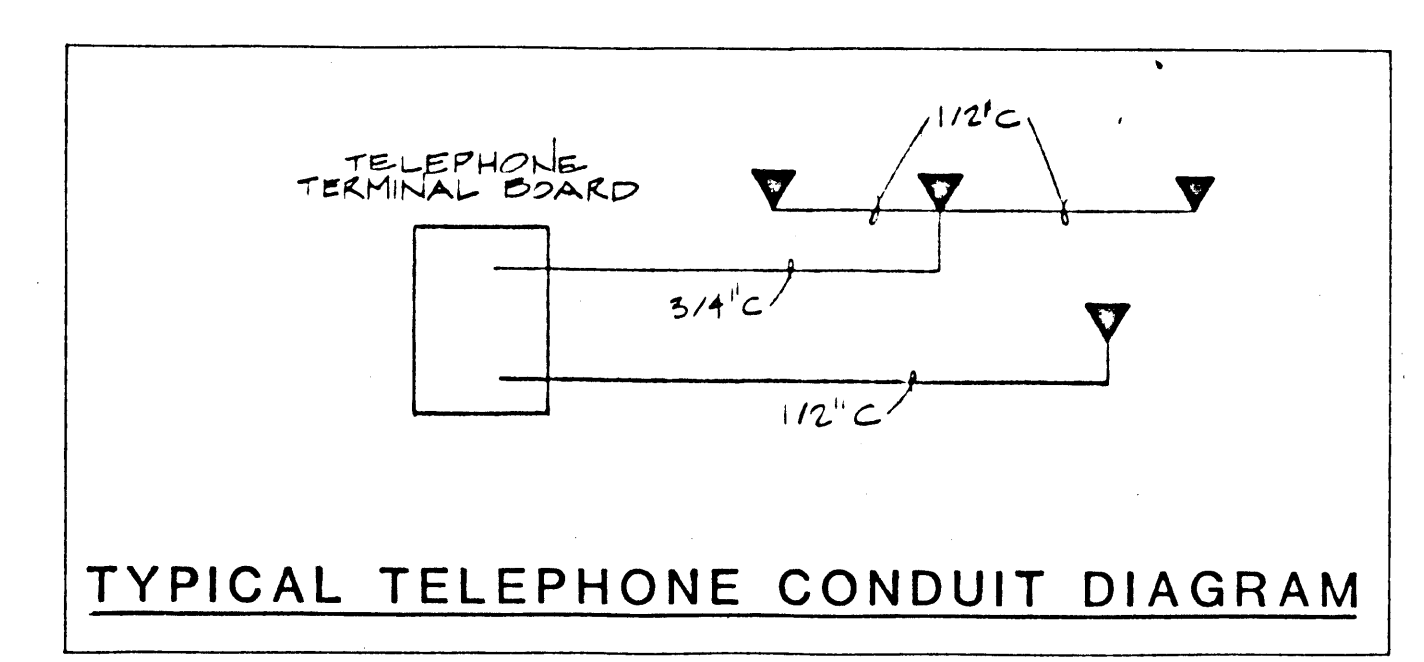 1/2"C
TELEPHONE
TERMINAL BOARD
3/4"C
1/2"C
TYPICAL TELEPHONE CONDUIT DIAGRAM